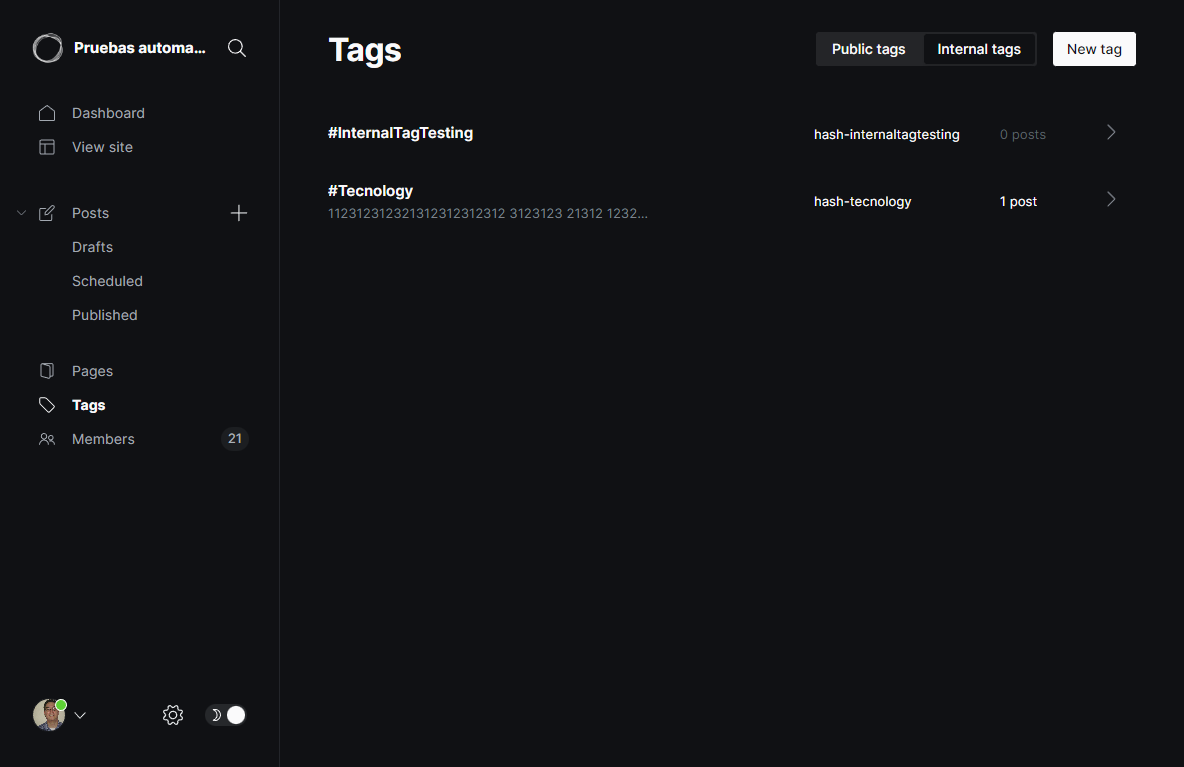 Pruebas automa...
Dashboard
View site
Posts
Drafts
Scheduled
Published
Pages
Tags
Members 21
Tags
Public tags Internal tags New tag
#InternalTagTesting hash-internaltagtesting 0 posts
#Tecnology hash-tecnology 1 post
112312312321312312312312 3123123 21312 1232...